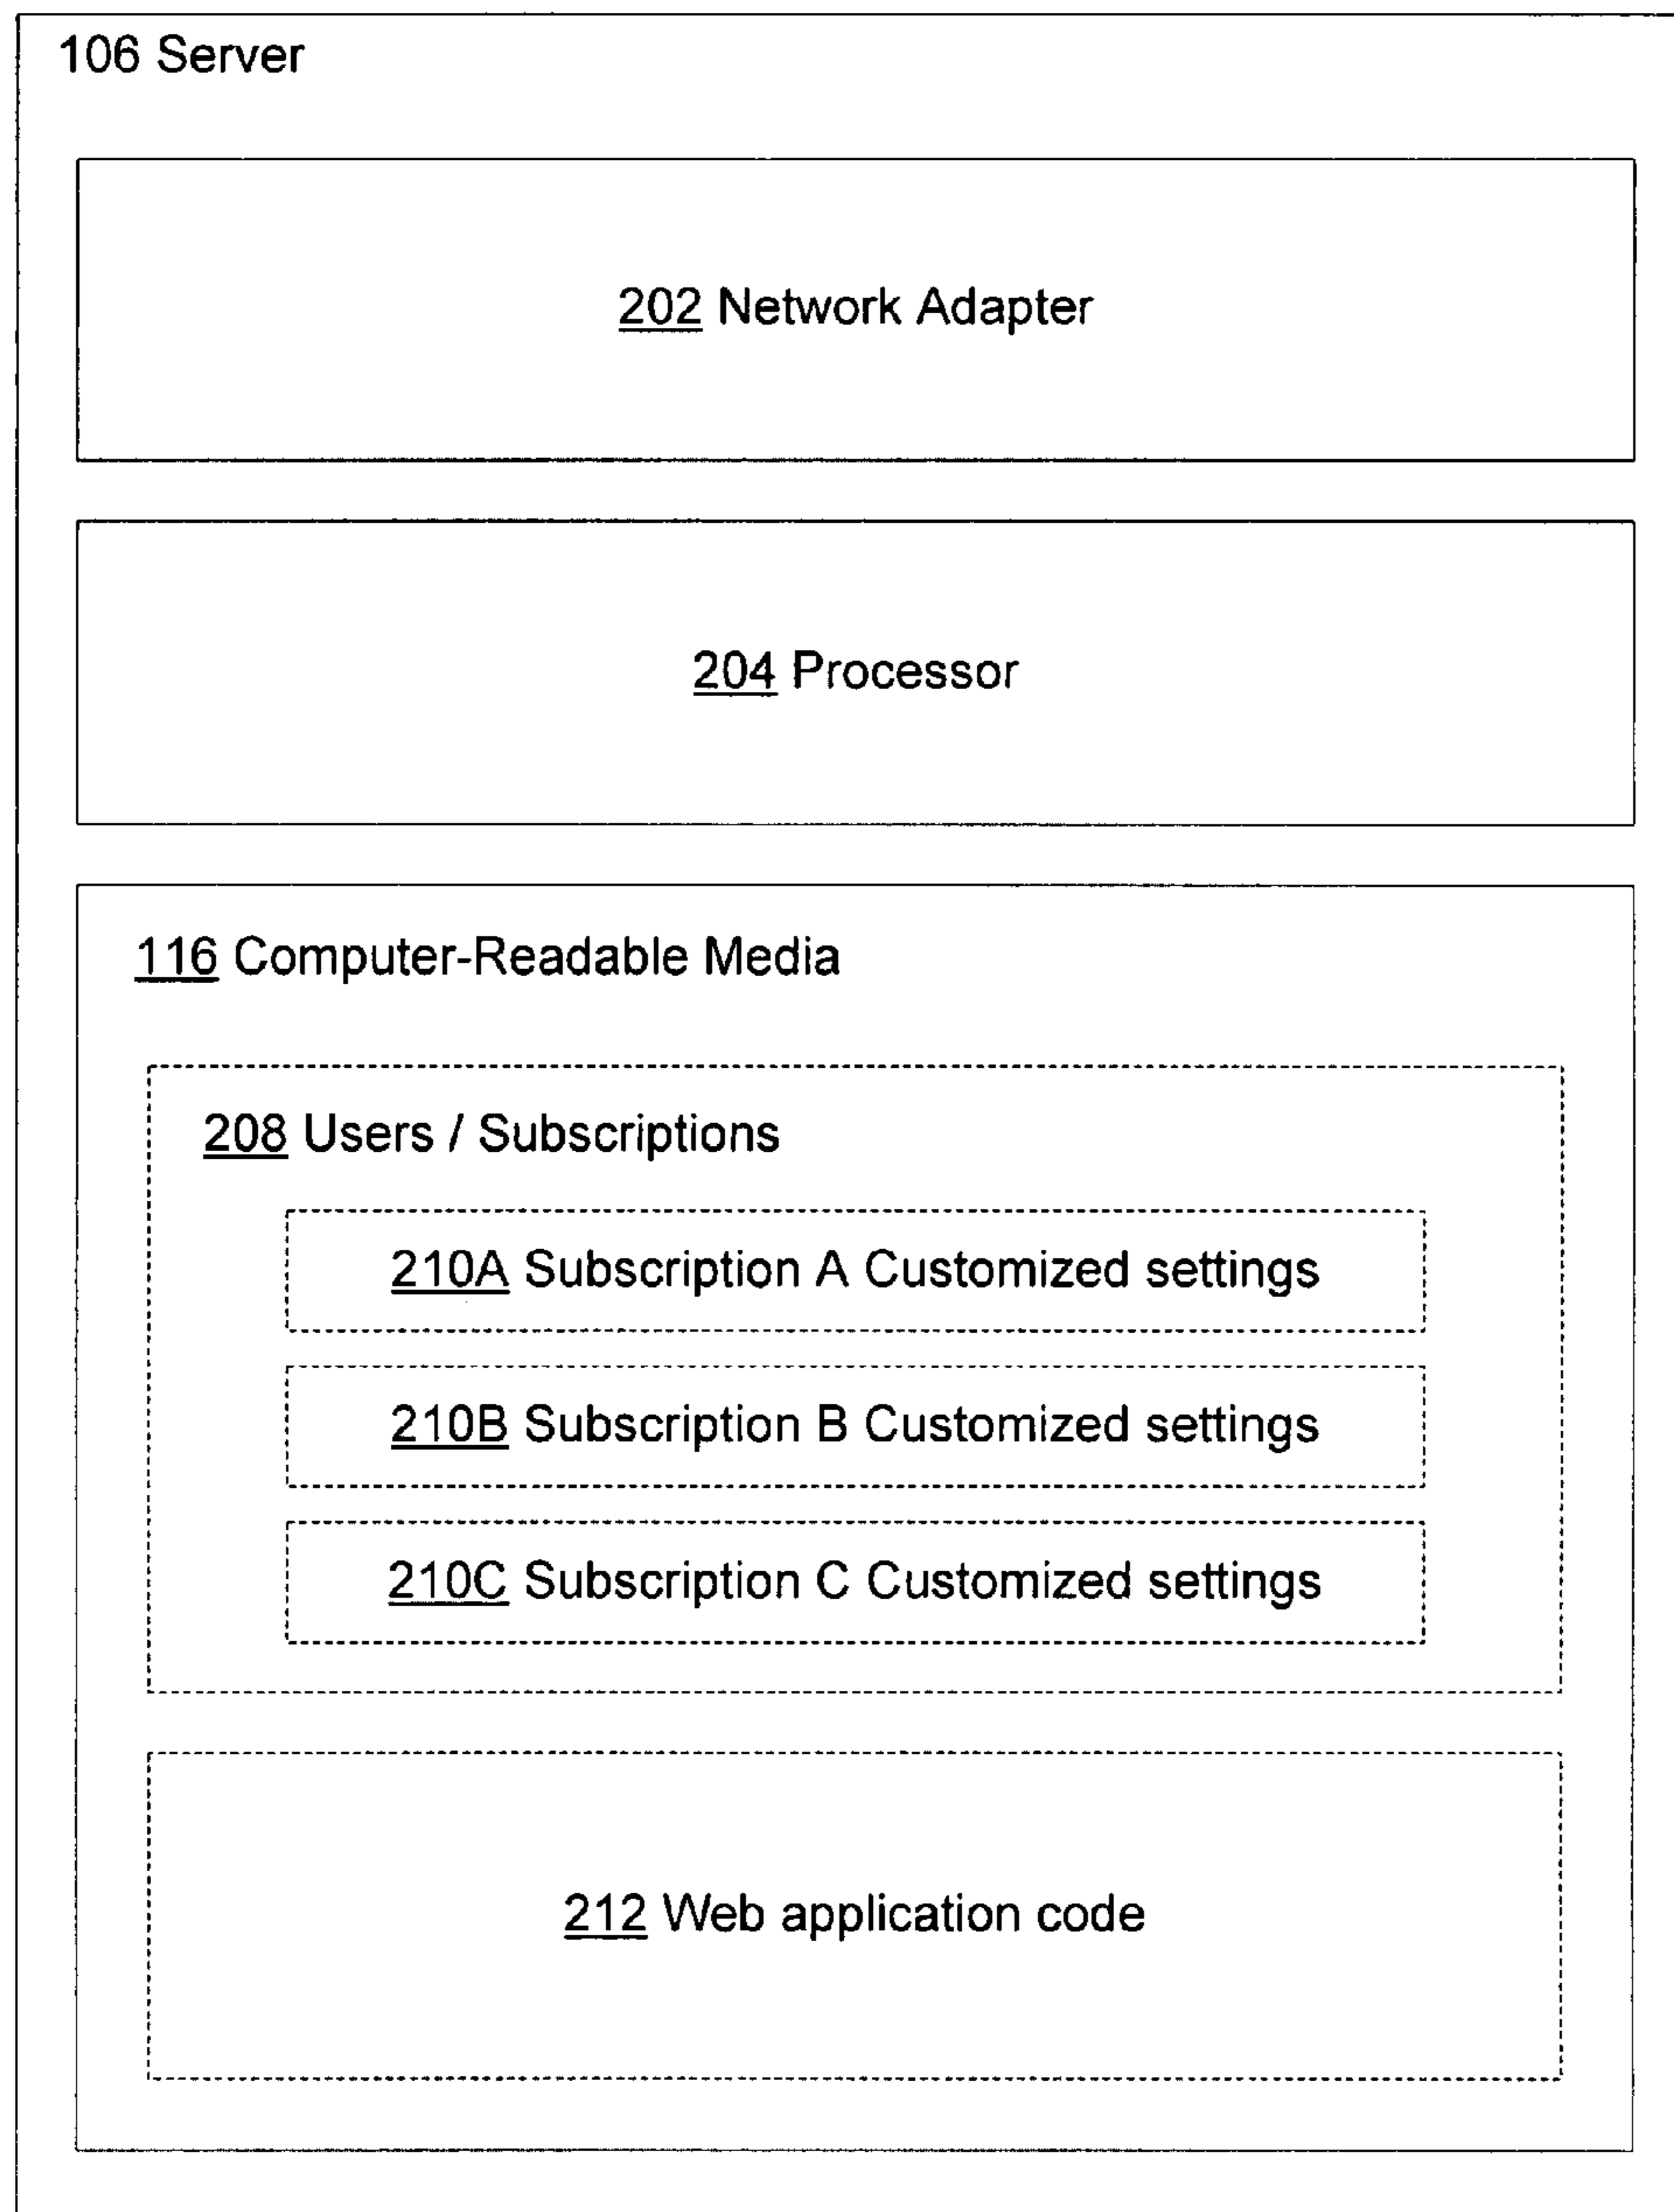 106 Server
202 Network Adapter
204 Processor
116 Computer-Readable Media
208 Users / Subscriptions
210A Subscription A Customized settings
210B Subscription B Customized settings
210C Subscription C Customized settings
212 Web application code